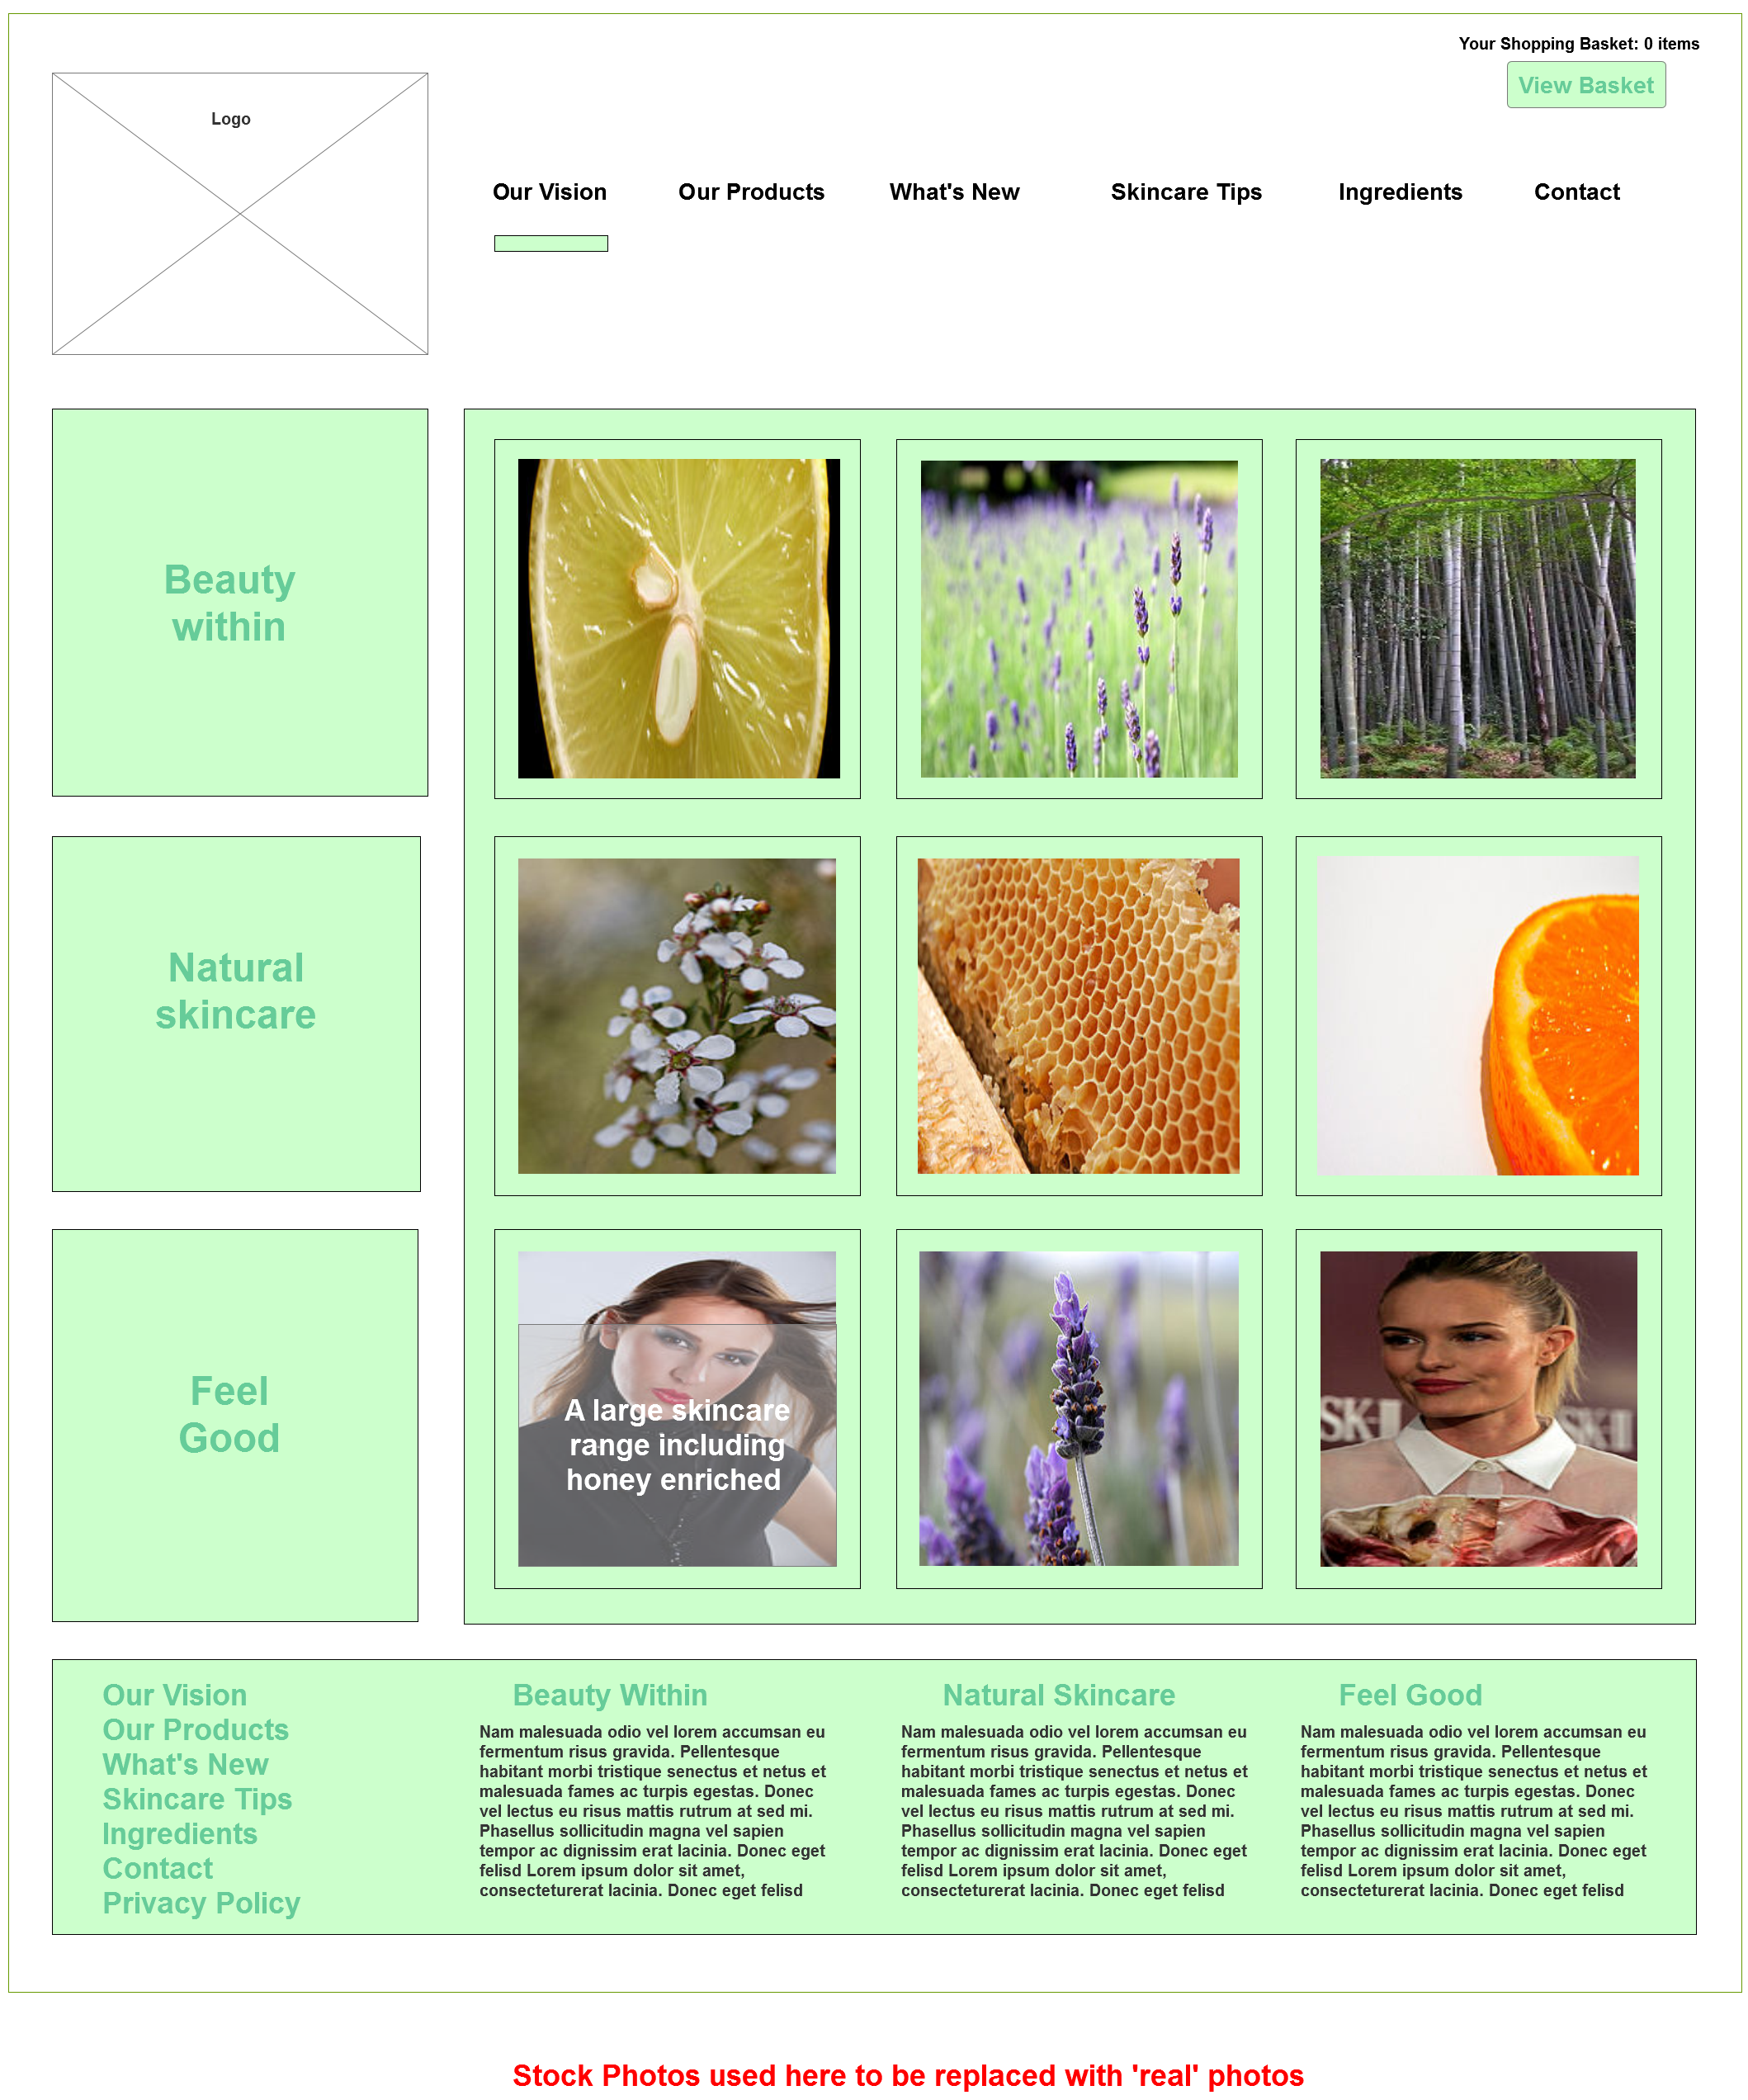 Your Shopping Basket: 0 items
View Basket
Logo
Our Vision
Our Products
What's New
Skincare Tips
Ingredients
Contact
Beauty
within
Natural
skincare
Feel
Good
A large skincare
range including
honey enriched
SK-II
SK-II
Our Vision
Our Products
What's New
Skincare Tips
Ingredients
Contact
Privacy Policy
Beauty Within
Nam malesuada odio vel lorem accumsan eu
fermentum risus gravida. Pellentesque
habitant morbi tristique senectus et netus et
malesuada fames ac turpis egestas. Donec
vel lectus eu risus mattis rutrum at sed mi.
Phasellus sollicitudin magna vel sapien
tempor ac dignissim erat lacinia. Donec eget
felisd Lorem ipsum dolor sit amet,
consecteturerat lacinia. Donec eget felisd
Natural Skincare
Nam malesuada odio vel lorem accumsan eu
fermentum risus gravida. Pellentesque
habitant morbi tristique senectus et netus et
malesuada fames ac turpis egestas. Donec
vel lectus eu risus mattis rutrum at sed mi.
Phasellus sollicitudin magna vel sapien
tempor ac dignissim erat lacinia. Donec eget
felisd Lorem ipsum dolor sit amet,
consecteturerat lacinia. Donec eget felisd
Feel Good
Nam malesuada odio vel lorem accumsan eu
fermentum risus gravida. Pellentesque
habitant morbi tristique senectus et netus et
malesuada fames ac turpis egestas. Donec
vel lectus eu risus mattis rutrum at sed mi.
Phasellus sollicitudin magna vel sapien
tempor ac dignissim erat lacinia. Donec eget
felisd Lorem ipsum dolor sit amet,
consecteturerat lacinia. Donec eget felisd
Stock Photos used here to be replaced with 'real' photos